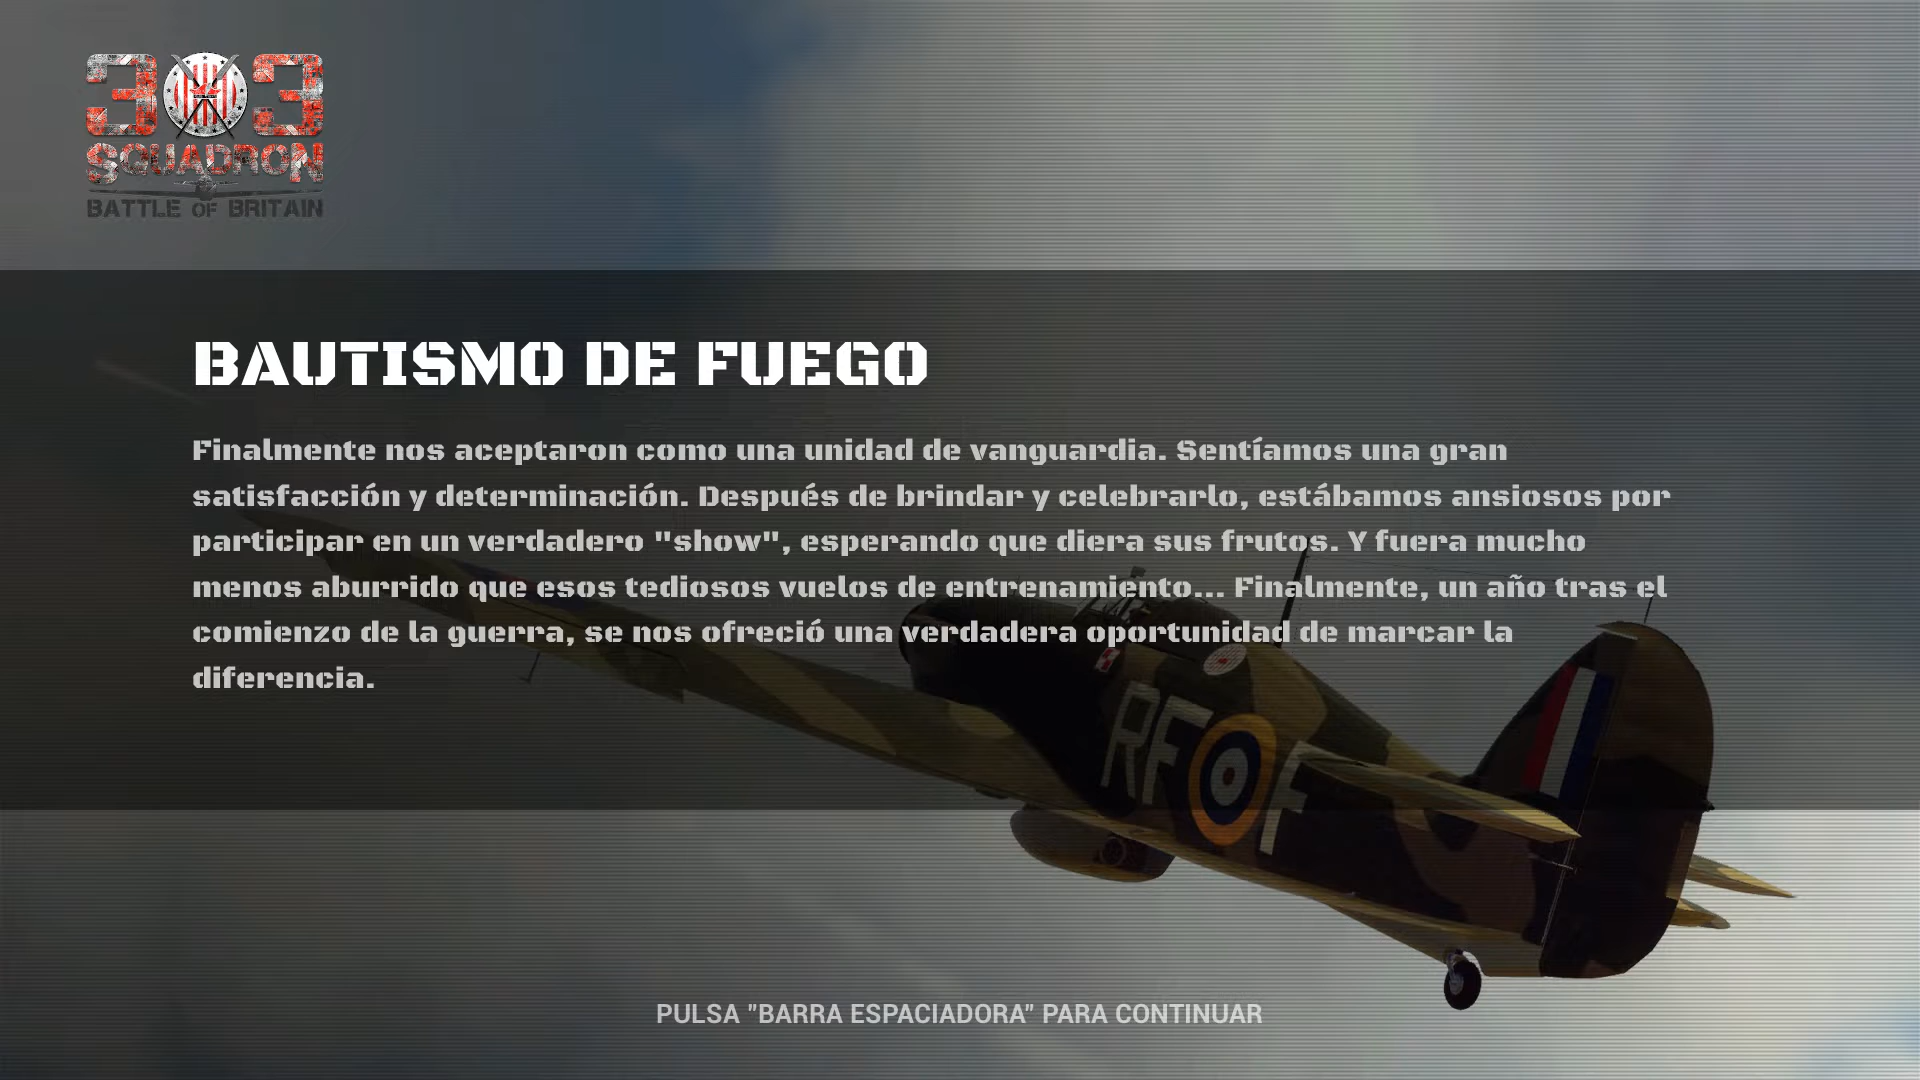 303
SQUADRON
BATTLE OF BRITAIN
BAUTISMO DE FUEGO
Finalmente nos aceptaron como una unidad de vanguardia. Sentíamos una gran
satisfacción y determinación. Después de brindar y celebrarlo, estábamos ansiosos por
participar en un verdadero "show", esperando que diera sus frutos. Y fuera mucho
menos aburrido que esos tediosos vuelos de entrenamiento... Finalmente, un año tras el
comienzo de la guerra, se nos ofreció una verdadera oportunidad de marcar la
diferencia.
RF F
PULSA "BARRA ESPACIADORA" PARA CONTINUAR